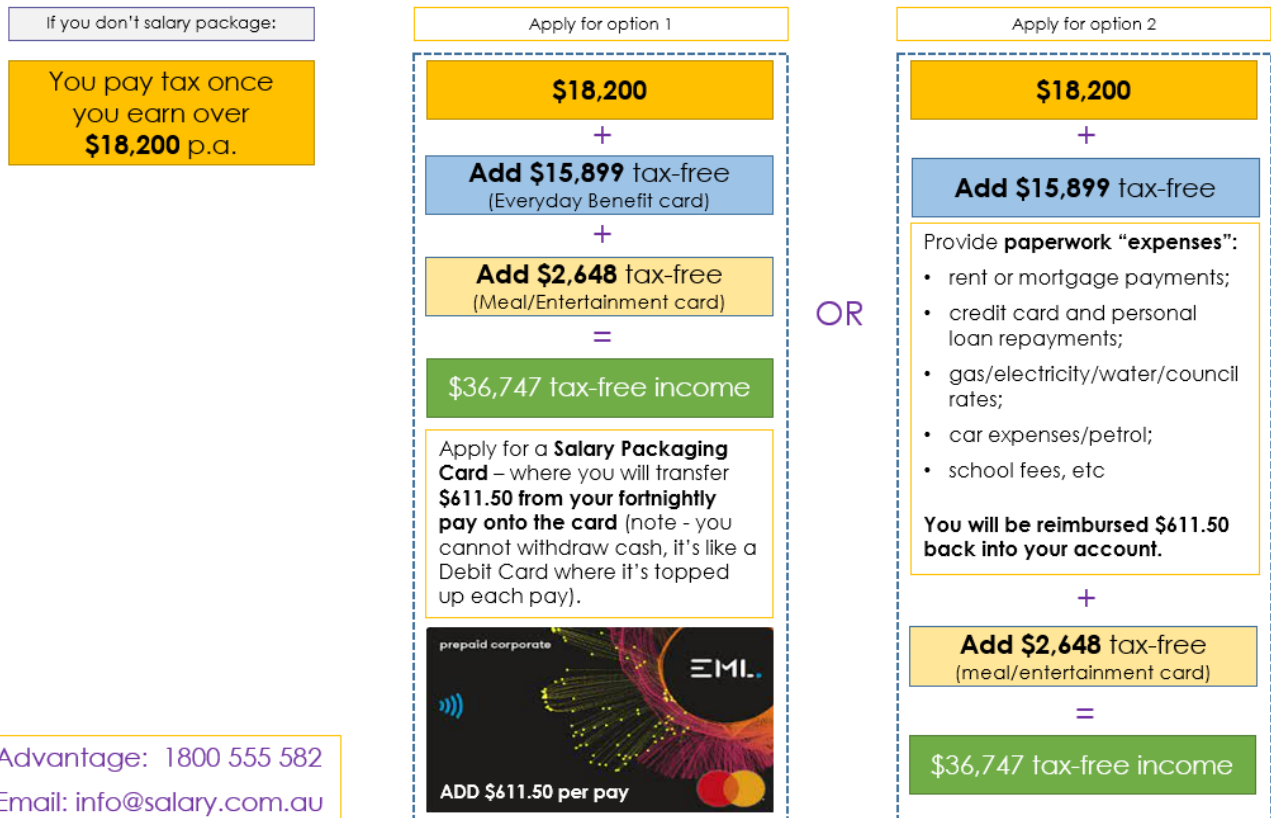 If you don't salary package:
You pay tax once
you earn over
$18,200 p.a.
Apply for option 1
$18,200
+
Add $15,899 tax-free
(Everyday Benefit card)
+
Add $2,648 tax-free
(Meal/Entertainment card)
=
$36,747 tax-free income
Apply for a Salary Packaging
Card – where you will transfer
$611.50 from your fortnightly
pay onto the card (note - you
cannot withdraw cash, it's like a
Debit Card where it's topped
up each pay).
prepaid corporate
EML.
ADD $611.50 per pay
OR
Apply for option 2
$18,200
+
Add $15,899 tax-free
Provide paperwork "expenses":
• rent or mortgage payments;
• credit card and personal
loan repayments;
• gas/electricity/water/council
rates;
• car expenses/petrol;
• school fees, etc
You will be reimbursed $611.50
back into your account.
+
Add $2,648 tax-free
(meal/entertainment card)
=
$36,747 tax-free income
Advantage: 1800 555 582
Email: info@salary.com.au